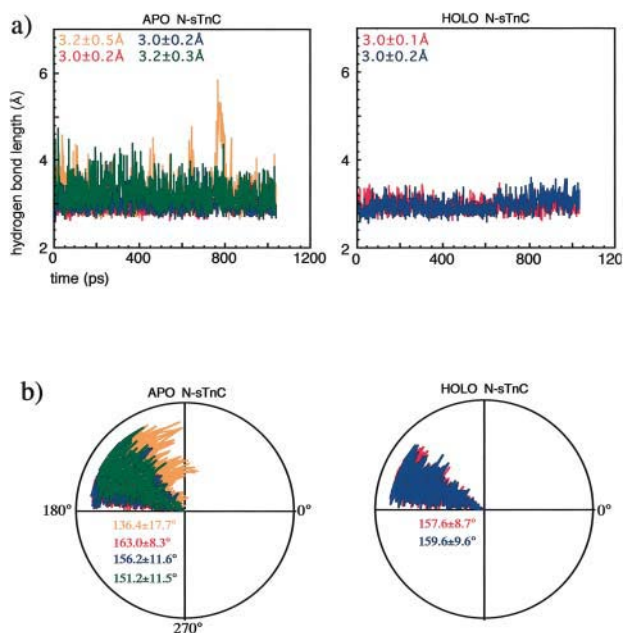 a)
APO N-sTnC
HOLO N-sTnC
3.2±0.5Å 3.0±0.2Å
3.0±0.2Å 3.2±0.3Å
3.0±0.1Å
3.0±0.2Å
hydrogen bond length (Å)
6
4
2
6
4
2
0 400 800 1200
0 400 800 120
time (ps)
b)
APO N-sTnC
HOLO N-sTnC
180°
0°
0°
136.4±17.7°
163.0±8.3°
156.2±11.6°
151.2±11.5°
157.6±8.7°
159.6±9.6°
270°